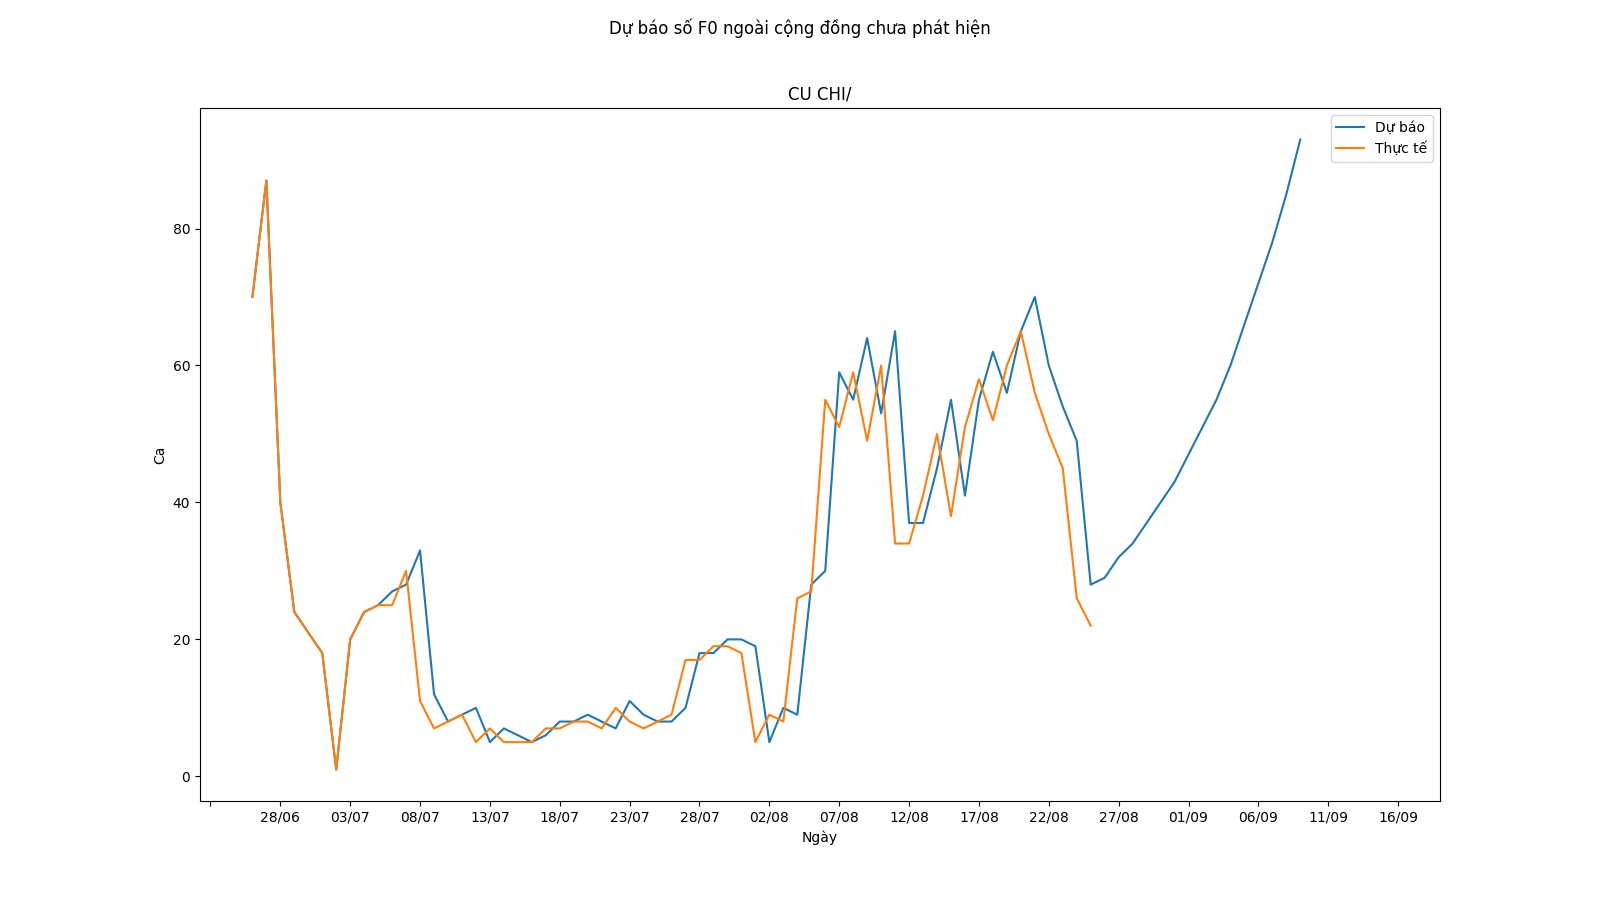 Dự báo số F0 ngoài cộng đồng chưa phát hiện
CU CHI/
Dự báo
Thực tế
80
60
40
20
0
Ca
28/06 03/07 08/07 13/07 18/07 23/07 28/07 02/08 07/08 12/08 17/08 22/08 27/08 01/09 06/09 11/09 16/09
Ngày